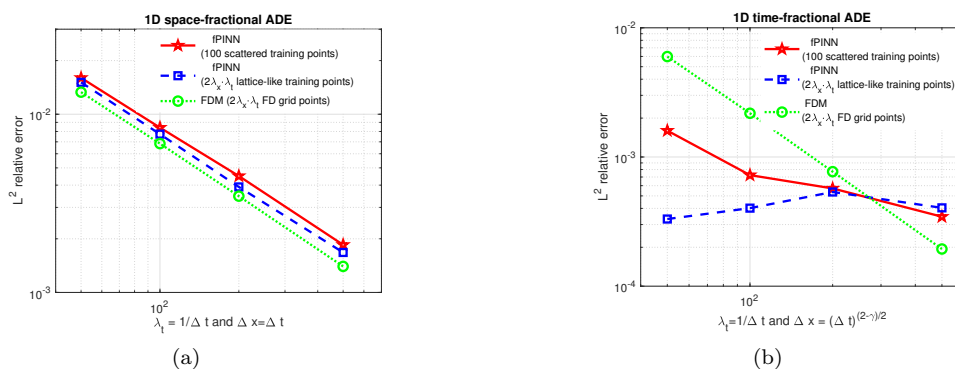 1D space-fractional ADE
fPINN
(100 scattered training points)
fPINN
(2λx·λt lattice-like training points)
FDM (2λx·λt FD grid points)
L² relative error
10⁻²
10⁻³
10²
λt = 1/Δ t and Δ x=Δ t
(a)
1D time-fractional ADE
fPINN
(100 scattered training points)
fPINN
(2λx·λt lattice-like training points)
FDM
(2λx·λt FD grid points)
L² relative error
10⁻²
10⁻³
10⁻⁴
10²
λt=1/Δ t and Δ x = (Δ t)^(2-γ)/2
(b)